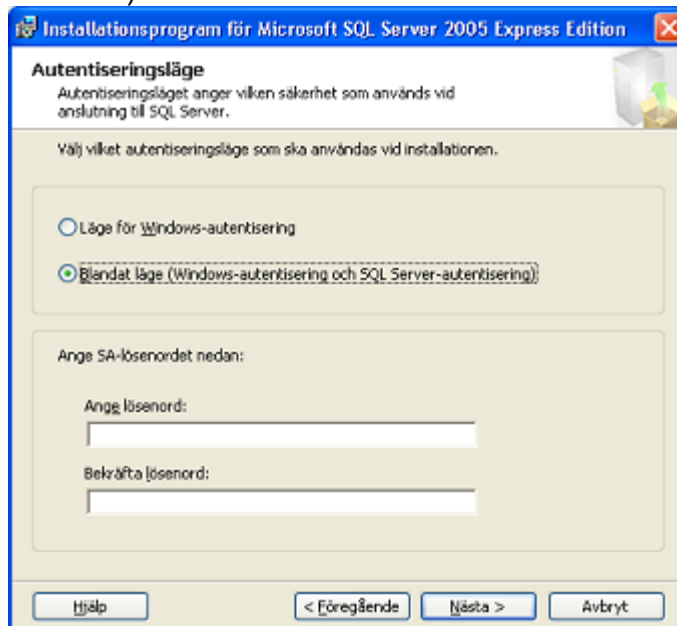 Installationsprogram för Microsoft SQL Server 2005 Express Edition
Autentiseringsläge
Autentiseringsläget anger vilken säkerhet som används vid
anslutning till SQL Server.
Välj vilket autentiseringsläge som ska användas vid installationen.
Läge för Windows-autentisering
Blandat läge (Windows-autentisering och SQL Server-autentisering)
Ange SA-lösenordet nedan:
Ange lösenord:
Bekräfta lösenord:
Hjälp
< Föregående
Nästa >
Avbryt